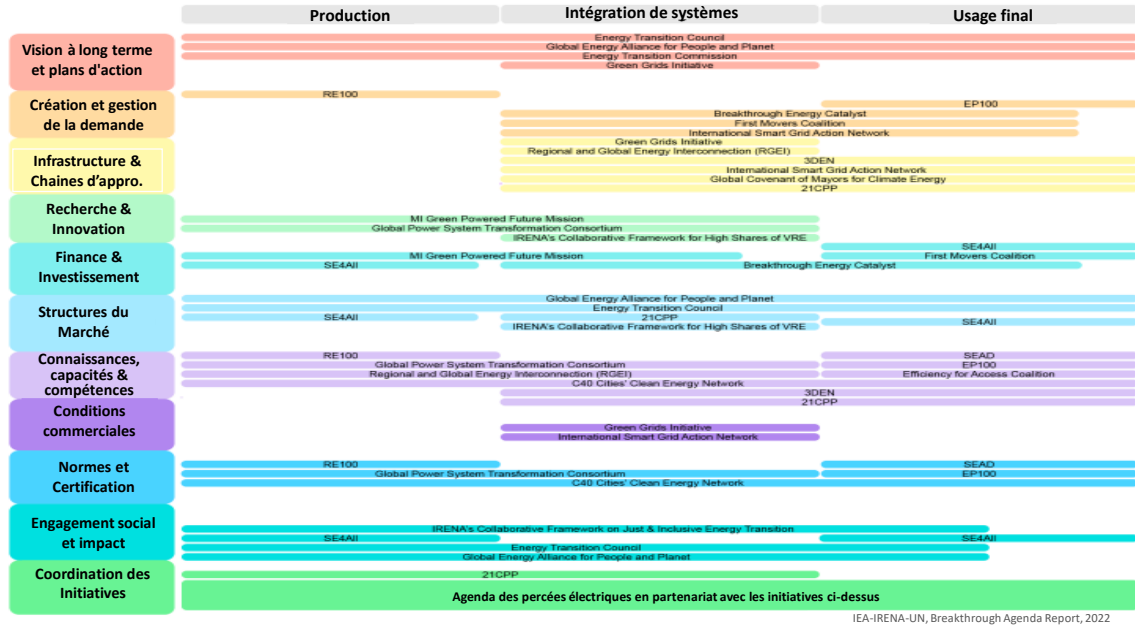 Production
Intégration de systèmes
Usage final
Vision à long terme
et plans d'action
Energy Transition Council
Global Energy Alliance for People and Planet
Energy Transition Commission
Green Grids Initiative
Création et gestion
de la demande
RE100
EP100
Breakthrough Energy Catalyst
First Movers Coalition
International Smart Grid Action Network
Infrastructure &
Chaines d'appro.
Green Grids Initiative
Regional and Global Energy Interconnection (RGEI)
3DEN
International Smart Grid Action Network
Global Covenant of Mayors for Climate Energy
21CPP
Recherche &
Innovation
MI Green Powered Future Mission
Global Power System Transformation Consortium
IRENA's Collaborative Framework for High Shares of VRE
Finance &
Investissement
SE4All
MI Green Powered Future Mission
First Movers Coalition
SE4All
Breakthrough Energy Catalyst
Structures du
Marché
Global Energy Alliance for People and Planet
Energy Transition Council
SE4All
21CPP
SE4All
IRENA's Collaborative Framework for High Shares of VRE
Connaissances,
capacités &
compétences
RE100
SEAD
Global Power System Transformation Consortium
EP100
Regional and Global Energy Interconnection (RGEI)
Efficiency for Access Coalition
C40 Cities' Clean Energy Network
3DEN
21CPP
Conditions
commerciales
Green Grids Initiative
International Smart Grid Action Network
Normes et
Certification
RE100
SEAD
Global Power System Transformation Consortium
EP100
C40 Cities' Clean Energy Network
Engagement social
et impact
IRENA's Collaborative Framework on Just & Inclusive Energy Transition
SE4All
SE4All
Energy Transition Council
Global Energy Alliance for People and Planet
Coordination des
Initiatives
21CPP
Agenda des percées électriques en partenariat avec les initiatives ci-dessus
IEA-IRENA-UN, Breakthrough Agenda Report, 2022